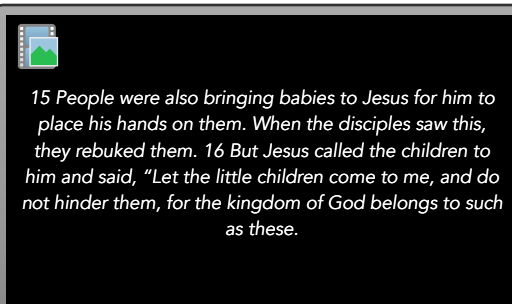 15 People were also bringing babies to Jesus for him to
place his hands on them. When the disciples saw this,
they rebuked them. 16 But Jesus called the children to
him and said, “Let the little children come to me, and do
not hinder them, for the kingdom of God belongs to such
as these.